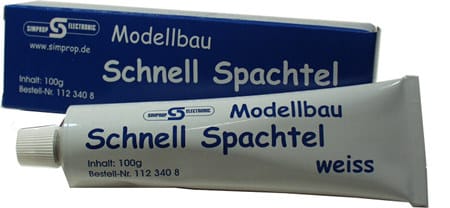 SIMPROP S ELECTRONIC
www.simprop.de
Modellbau
Schnell Spachtel
Inhalt: 100g
Bestell-Nr. 112 340 8
SIMPROP S ELECTRONIC
Modellbau
Schnell Spachtel
weiss
Inhalt: 100g
Bestell-Nr. 112 340 8